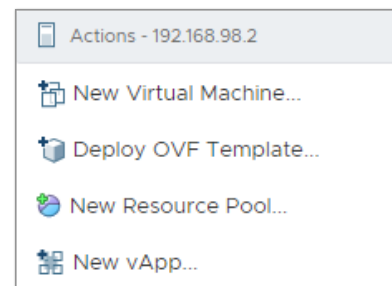 Actions - 192.168.98.2
New Virtual Machine...
Deploy OVF Template...
New Resource Pool...
New vApp...